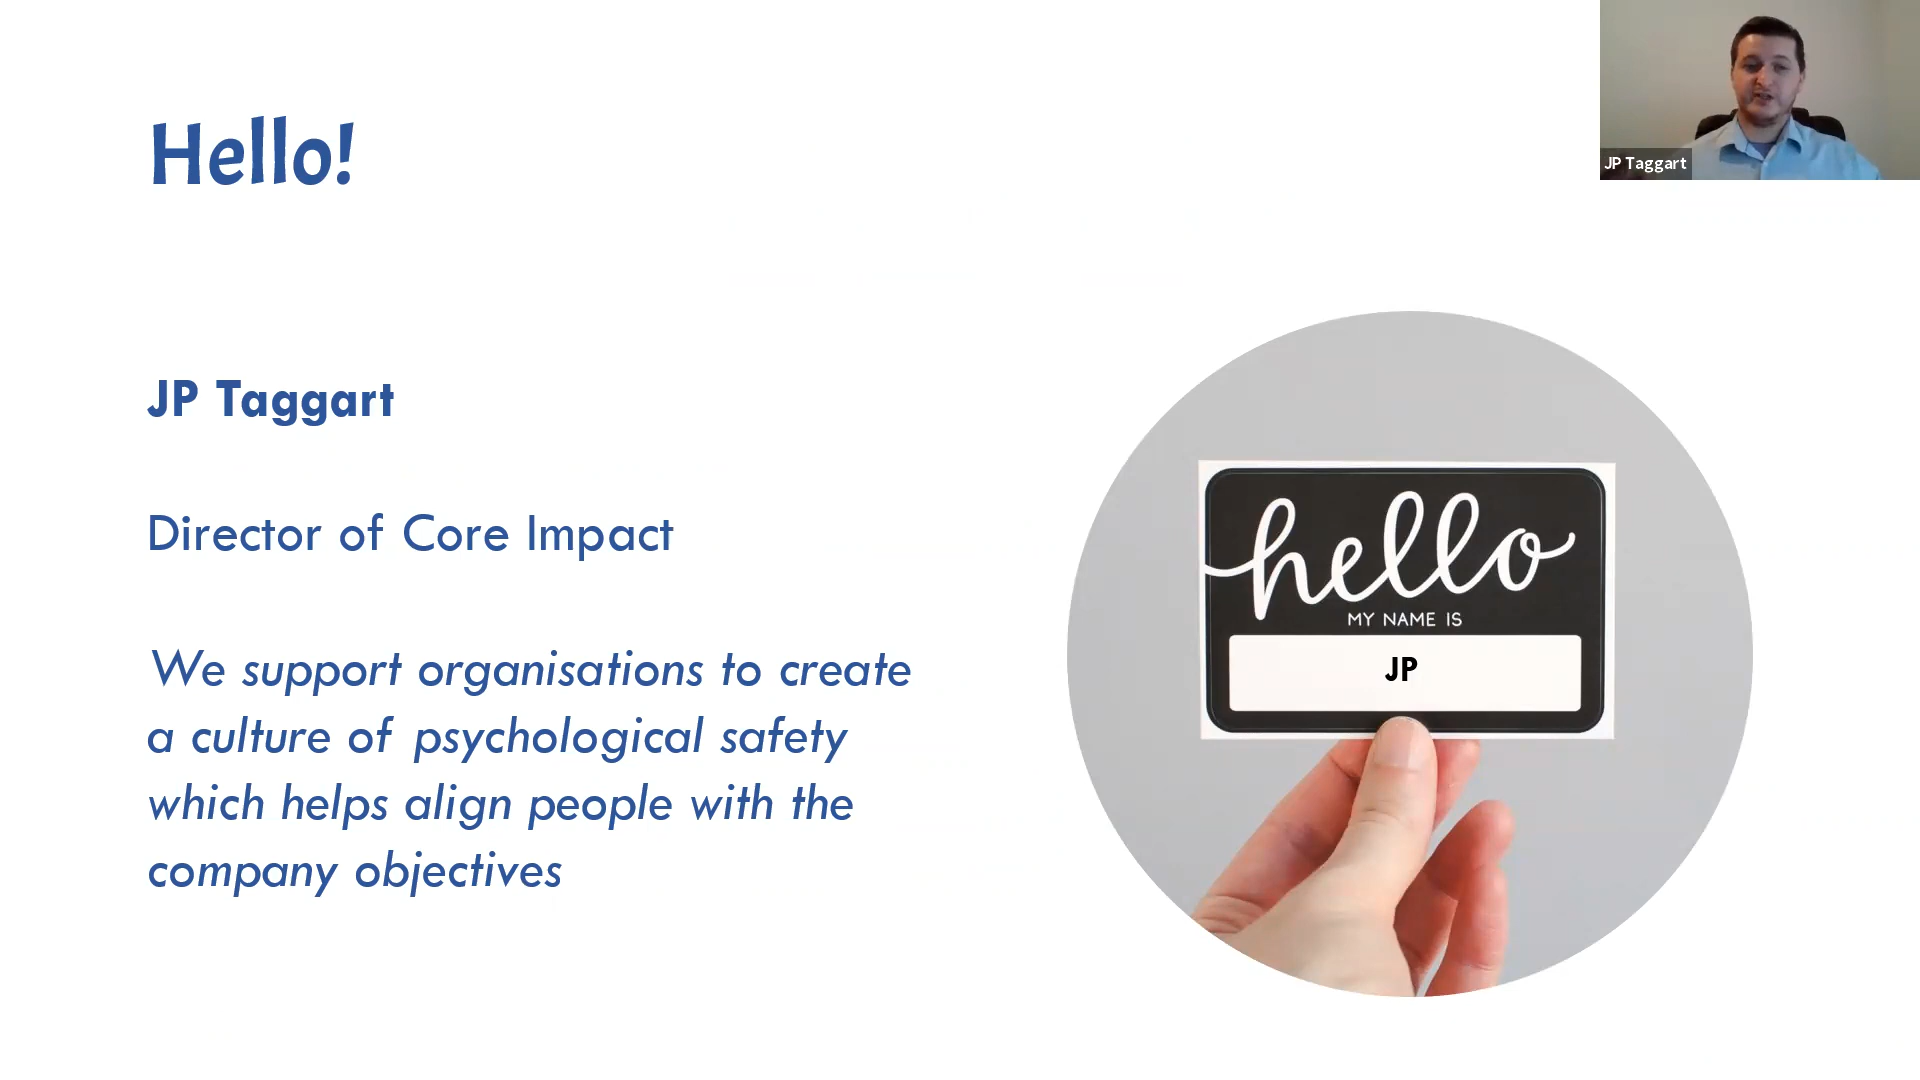 Hello!
JP Taggart
JP Taggart
Director of Core Impact
We support organisations to create
a culture of psychological safety
which helps align people with the
company objectives
hello
MY NAME IS
JP